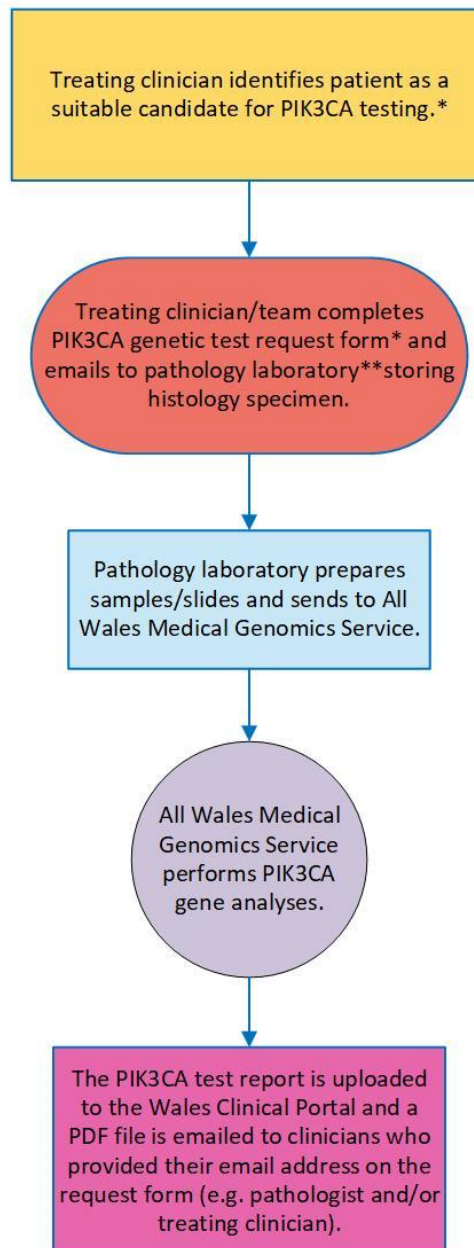 Treating clinician identifies patient as a
suitable candidate for PIK3CA testing.*
Treating clinician/team completes
PIK3CA genetic test request form* and
emails to pathology laboratory**storing
histology specimen.
Pathology laboratory prepares
samples/slides and sends to All
Wales Medical Genomics Service.
All Wales Medical
Genomics Service
performs PIK3CA
gene analyses.
The PIK3CA test report is uploaded
to the Wales Clinical Portal and a
PDF file is emailed to clinicians who
provided their email address on the
request form (e.g. pathologist and/or
treating clinician).